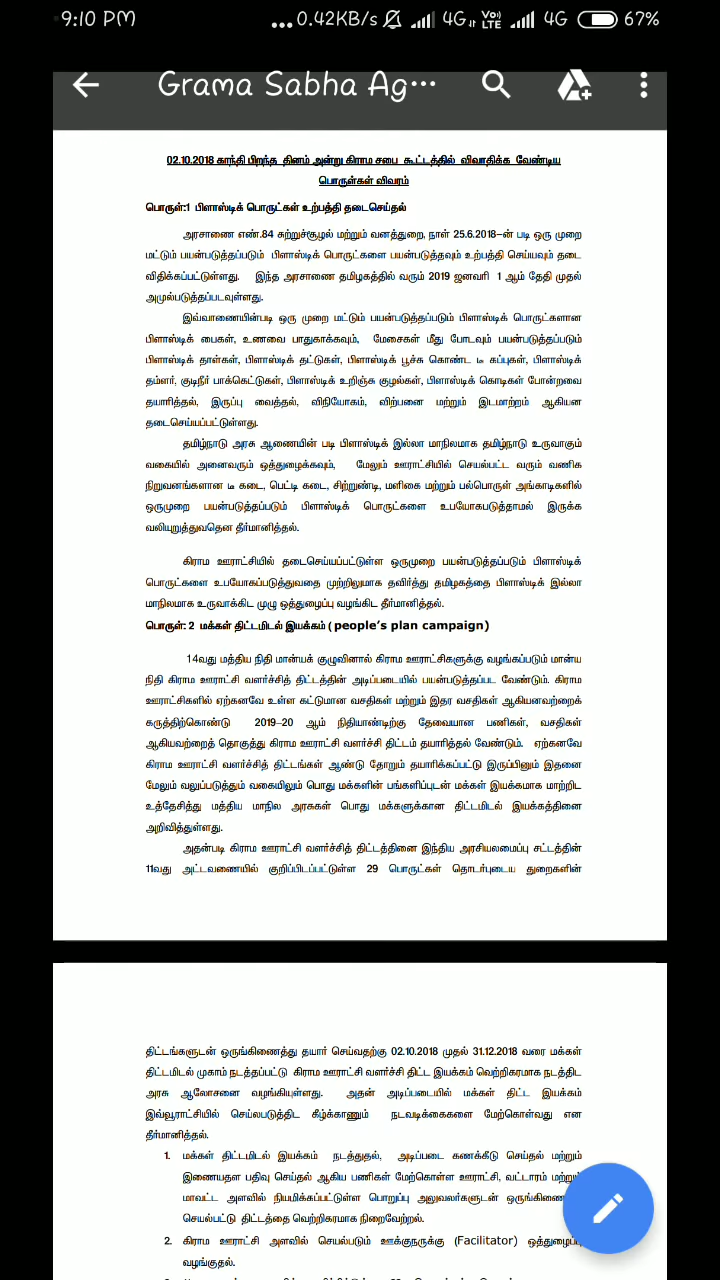 9:10 PM ...0.42KB/s 4G Vo) LTE 4G 67%
Grama Sabha Ag...
02.10.2018 காந்தி பிறந்த தினம் அன்று கிராம சபை கூட்டத்தில் விவாதிக்க வேண்டிய
பொருள்கள் விவரம்
பொருள்:1 பிளாஸ்டிக் பொருட்கள் உற்பத்தி தடைசெய்தல்
அரசாணை எண்.84 சுற்றுச்சூழல் மற்றும் வனத்துறை, நாள் 25.6.2018–ன் படி ஒரு முறை
மட்டும் பயன்படுத்தப்படும் பிளாஸ்டிக் பொருட்களை பயன்படுத்தவும் உற்பத்தி செய்யவும் தடை
விதிக்கப்பட்டுள்ளது. இந்த அரசாணை தமிழகத்தில் வரும் 2019 ஜனவரி 1 ஆம் தேதி முதல்
அமுல்படுத்தப்படவுள்ளது.
இவ்வாணையின்படி ஒரு முறை மட்டும் பயன்படுத்தப்படும் பிளாஸ்டிக் பொருட்களான
பிளாஸ்டிக் பைகள், உணவை பாதுகாக்கவும், மேசைகள் மீது போடவும் பயன்படுத்தப்படும்
பிளாஸ்டிக் தாள்கள், பிளாஸ்டிக் தட்டுகள், பிளாஸ்டிக் பூச்சு கொண்ட டீ கப்புகள், பிளாஸ்டிக்
தம்ளர், குடிநீர் பாக்கெட்டுகள், பிளாஸ்டிக் உறிஞ்சு குழல்கள், பிளாஸ்டிக் கொடிகள் போன்றவை
தயாரித்தல், இருப்பு வைத்தல், விநியோகம், விற்பனை மற்றும் இடமாற்றம் ஆகியன
தடைசெய்யப்பட்டுள்ளது.
தமிழ்நாடு அரசு ஆணையின் படி பிளாஸ்டிக் இல்லா மாநிலமாக தமிழ்நாடு உருவாகும்
வகையில் அனைவரும் ஒத்துழைக்கவும், மேலும் ஊராட்சியில் செயல்பட்ட வரும் வணிக
நிறுவனங்களான டீ கடை, பெட்டி கடை, சிற்றுண்டி, மளிகை மற்றும் பல்பொருள் அங்காடிகளில்
ஒருமுறை பயன்படுத்தப்படும் பிளாஸ்டிக் பொருட்களை உபயோகபடுத்தாமல் இருக்க
வலியுறுத்துவதென தீர்மானித்தல்.
கிராம ஊராட்சியில் தடைசெய்யப்பட்டுள்ள ஒருமுறை பயன்படுத்தப்படும் பிளாஸ்டிக்
பொருட்களை உபயோகப்படுத்துவதை முற்றிலுமாக தவிர்த்து தமிழகத்தை பிளாஸ்டிக் இல்லா
மாநிலமாக உருவாக்கிட முழு ஒத்துழைப்பு வழங்கிட தீர்மானித்தல்.
பொருள்: 2 மக்கள் திட்டமிடல் இயக்கம் ( people's plan campaign)
14வது மத்திய நிதி மான்யக் குழுவினால் கிராம ஊராட்சிகளுக்கு வழங்கப்படும் மான்ய
நிதி கிராம ஊராட்சி வளர்ச்சித் திட்டத்தின் அடிப்படையில் பயன்படுத்தப்பட வேண்டும். கிராம
ஊராட்சிகளில் ஏற்கனவே உள்ள கட்டுமான வசதிகள் மற்றும் இதர வசதிகள் ஆகியனவற்றைக்
கருத்திற்கொண்டு 2019–20 ஆம் நிதியாண்டிற்கு தேவையான பணிகள், வசதிகள்
ஆகியவற்றைத் தொகுத்து கிராம ஊராட்சி வளர்ச்சி திட்டம் தயாரித்தல் வேண்டும். ஏற்கனவே
கிராம ஊராட்சி வளர்ச்சித் திட்டங்கள் ஆண்டு தோறும் தயாரிக்கப்பட்டு இருப்பினும் இதனை
மேலும் வலுப்படுத்தும் வகையிலும் பொது மக்களின் பங்களிப்புடன் மக்கள் இயக்கமாக மாற்றிட
உத்தேசித்து மத்திய மாநில அரசுகள் பொது மக்களுக்கான திட்டமிடல் இயக்கத்தினை
அறிவித்துள்ளது.
அதன்படி கிராம ஊராட்சி வளர்ச்சித் திட்டத்தினை இந்திய அரசியலமைப்பு சட்டத்தின்
11வது அட்டவணையில் குறிப்பிடப்பட்டுள்ள 29 பொருட்கள் தொடர்புடைய துறைகளின்
திட்டங்களுடன் ஒருங்கிணைத்து தயார் செய்வதற்கு 02.10.2018 முதல் 31.12.2018 வரை மக்கள்
திட்டமிடல் முகாம் நடத்தப்பட்டு கிராம ஊராட்சி வளர்ச்சி திட்ட இயக்கம் வெற்றிகரமாக நடத்திட
அரசு ஆலோசனை வழங்கியுள்ளது. அதன் அடிப்படையில் மக்கள் திட்ட இயக்கம்
இவ்வூராட்சியில் செய்லபடுத்திட கீழ்க்காணும் நடவடிக்கைகளை மேற்கொள்வது என
தீர்மானித்தல்.
1. மக்கள் திட்டமிடல் இயக்கம் நடத்துதல், அடிப்படை கணக்கீடு செய்தல் மற்றும்
இணையதள பதிவு செய்தல் ஆகிய பணிகள் மேற்கொள்ள ஊராட்சி, வட்டாரம் மற்றும்
மாவட்ட அளவில் நியமிக்கப்பட்டுள்ள பொறுப்பு அலுவலர்களுடன்
செயல்பட்டு திட்டத்தை வெற்றிகரமாக நிறைவேற்றல்.
2. கிராம ஊராட்சி அளவில் செயல்படும் ஊக்குநருக்கு (Facilitator) ஒத்துழைப்பு
வழங்குதல்.